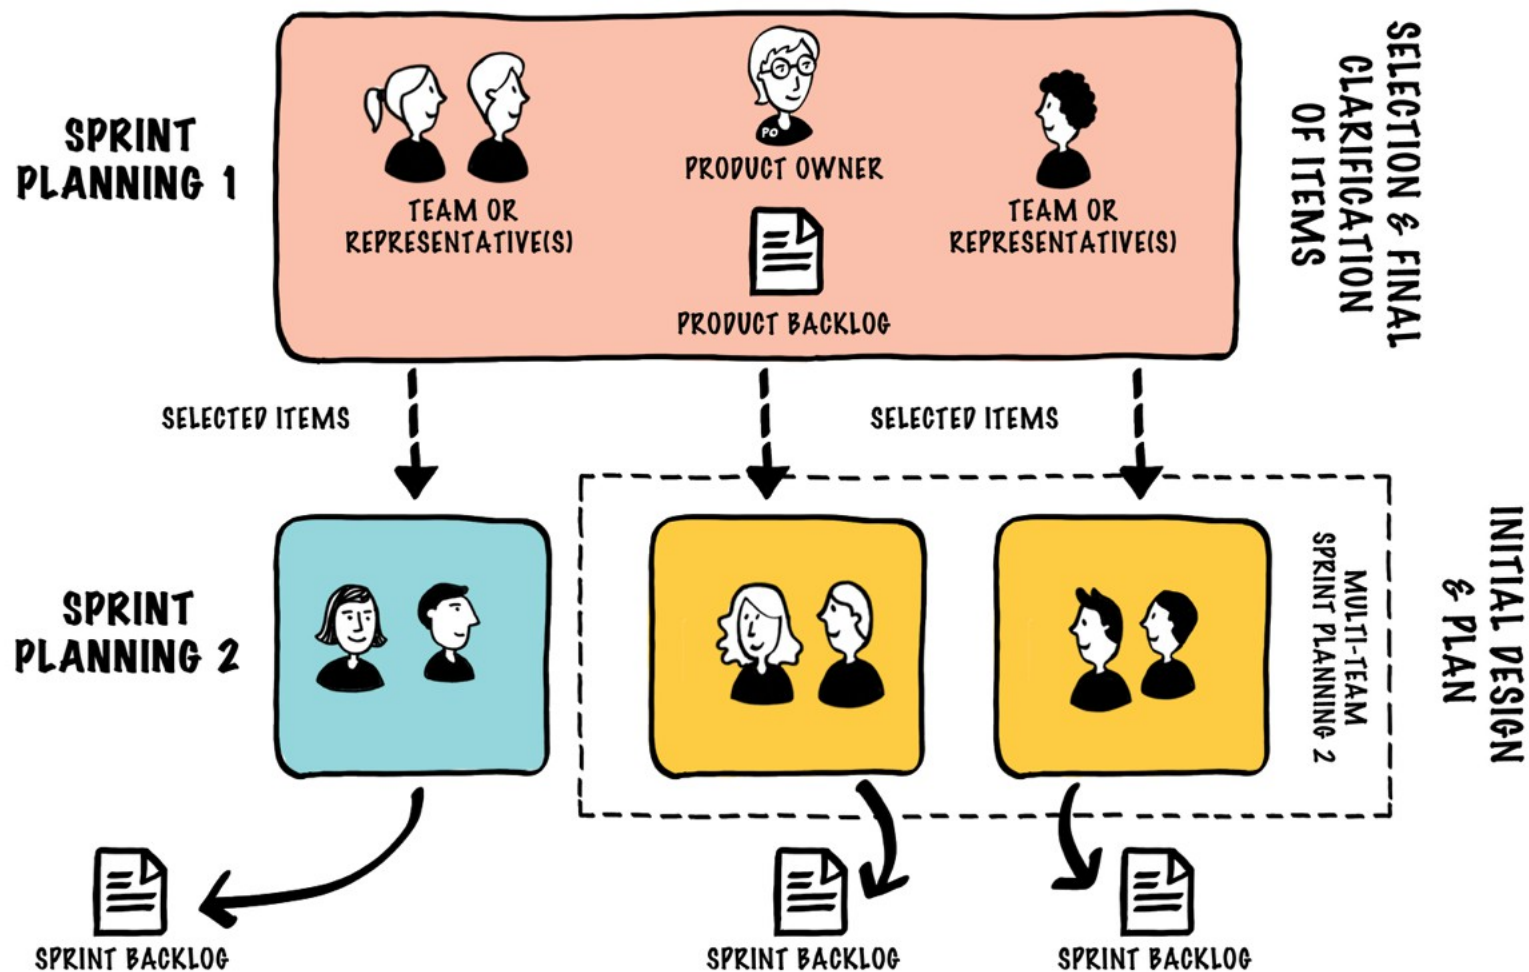 SPRINT
PLANNING 1
PO
PRODUCT OWNER
TEAM OR
REPRESENTATIVE(S)
TEAM OR
REPRESENTATIVE(S)
PRODUCT BACKLOG
SELECTION & FINAL
CLARIFICATION
OF ITEMS
SELECTED ITEMS
SELECTED ITEMS
SPRINT
PLANNING 2
MULTI-TEAM
SPRINT PLANNING 2
INITIAL DESIGN
& PLAN
SPRINT BACKLOG
SPRINT BACKLOG
SPRINT BACKLOG